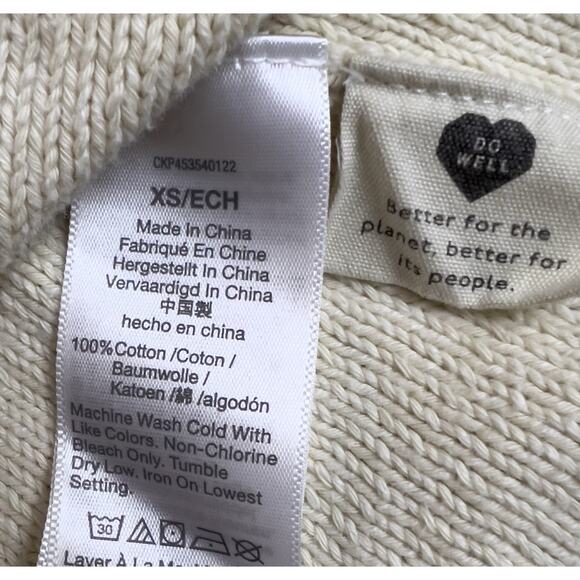 CKP453540122
XS/ECH
Made In China
Fabriqué En Chine
Hergestellt In China
Vervaardigd In China
中国製
hecho en china
100%Cotton /Coton/
Baumwolle /
Katoen /綿 /algodón
Machine Wash Cold With
Like Colors. Non-Chlorine
Bleach Only. Tumble
Dry Low. Iron On Lowest
Setting.
30
Laver À La
DO
WELL
Better for the
planet, better for
its people.